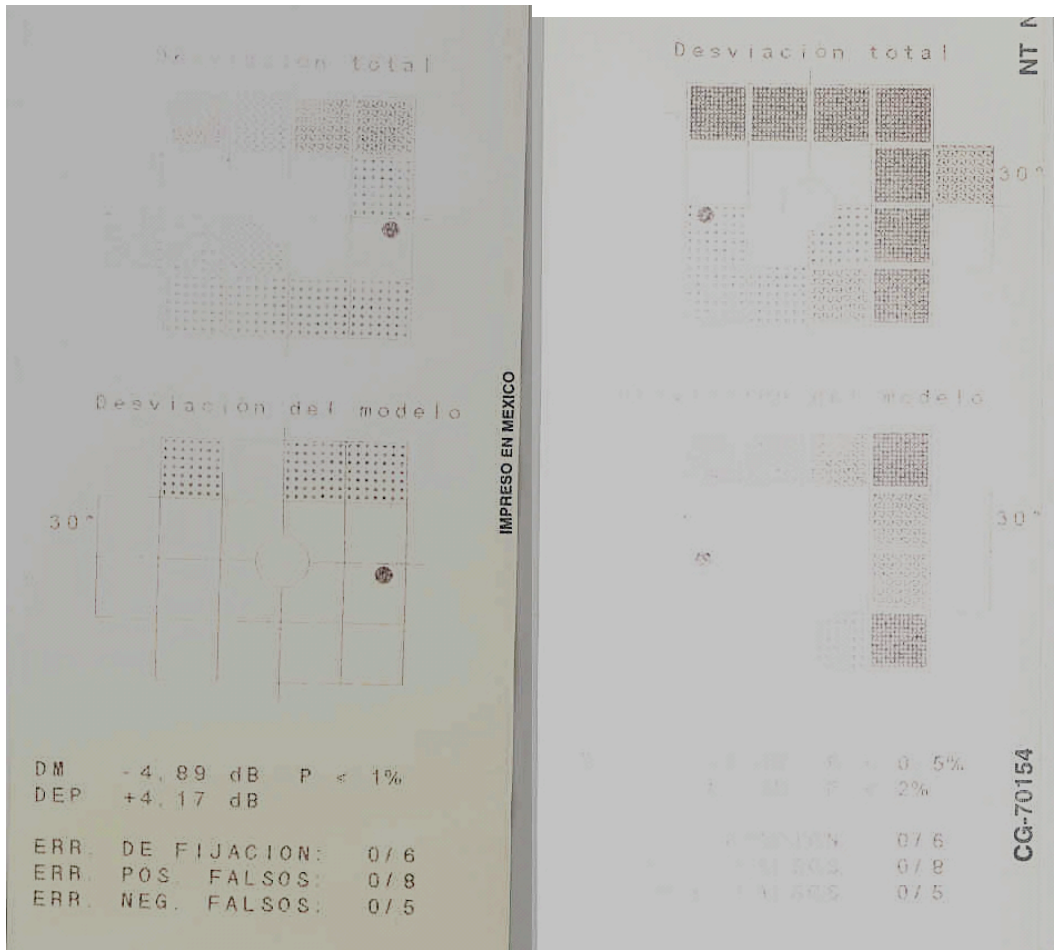 Desviación total
Desviación del modelo
30°
DM -4.89 dB P < 1%
DEP +4.17 dB
ERR. DE FIJACION: 0/6
ERR. POS. FALSOS: 0/8
ERR. NEG. FALSOS: 0/5
IMPRESO EN MEXICO
Desviación total
30°
modelo
30°
P < 0.5%
P < 2%
0/6
0/8
0/5
NT
CG-70154